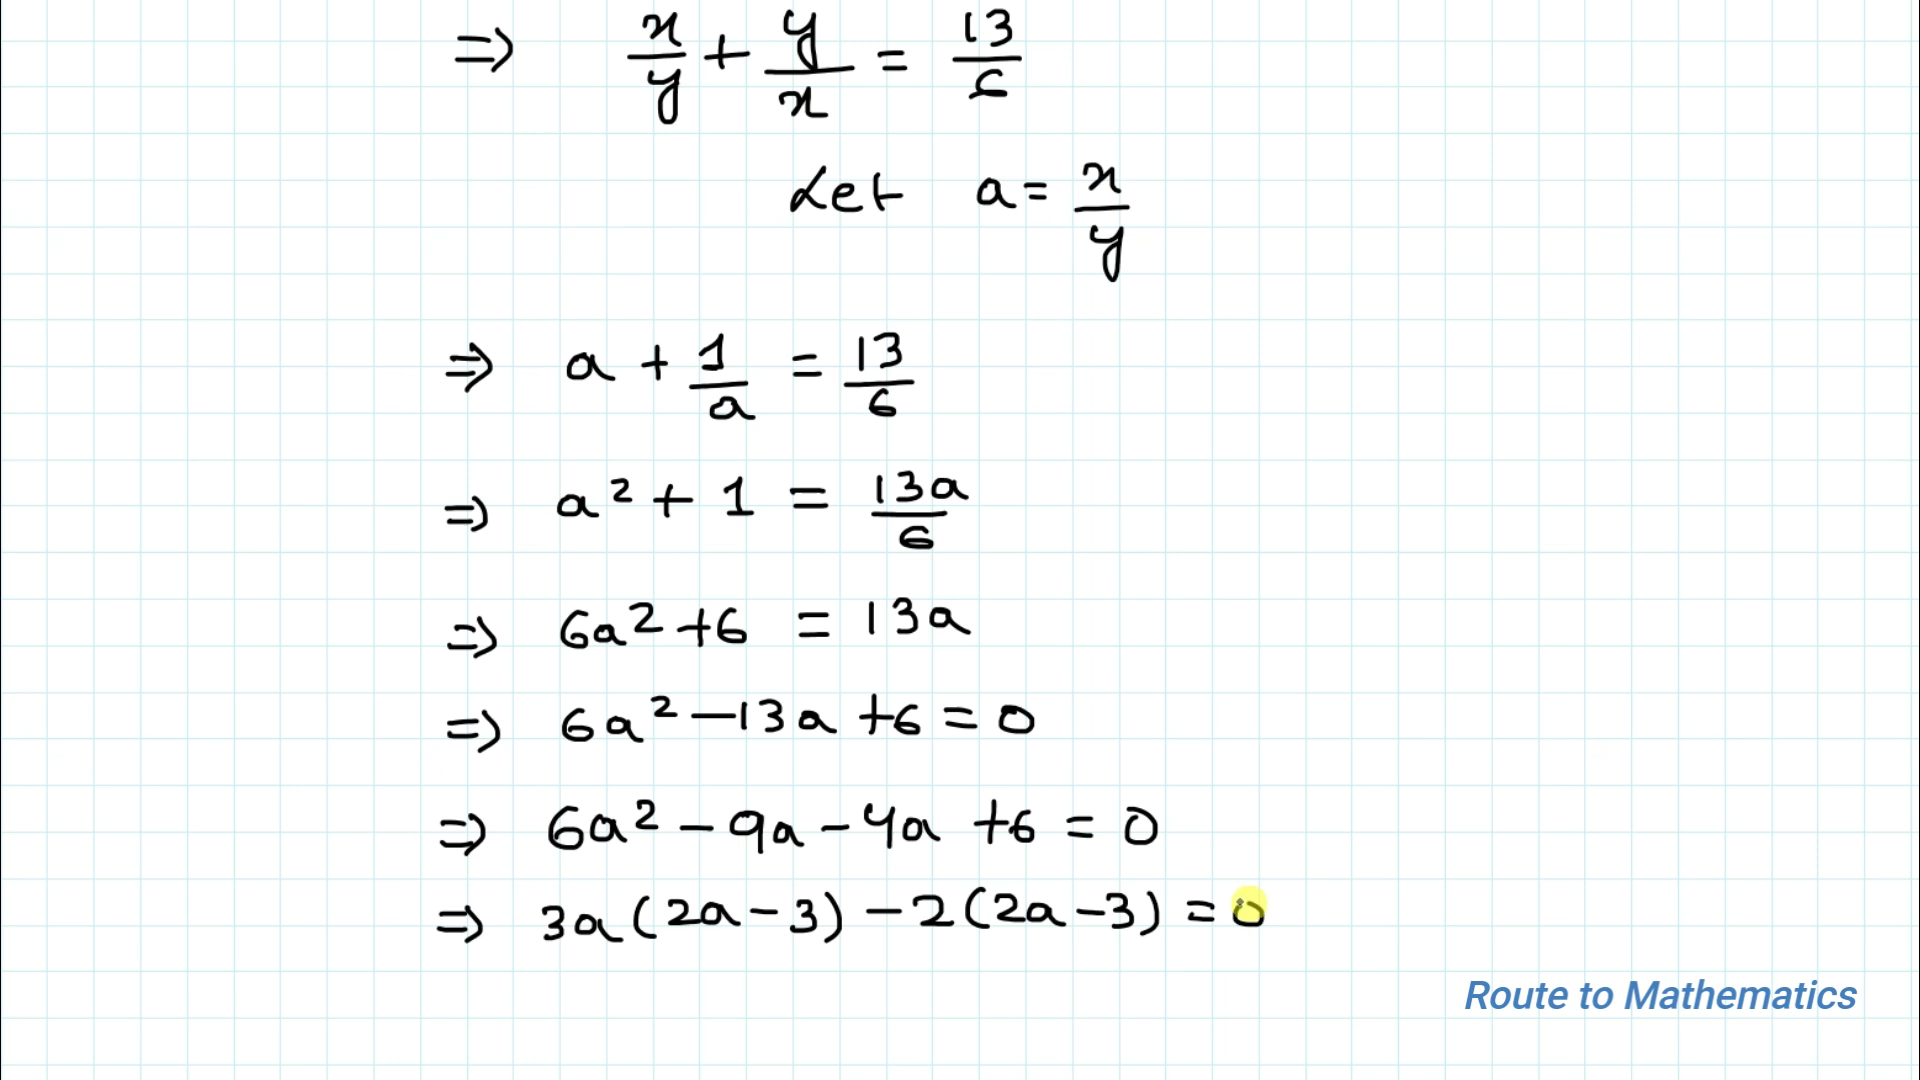 ⇒ x/y + y/x = 13/6
Let a = x/y
⇒ a + 1/a = 13/6
⇒ a² + 1 = 13a/6
⇒ 6a² + 6 = 13a
⇒ 6a² − 13a + 6 = 0
⇒ 6a² − 9a − 4a + 6 = 0
⇒ 3a(2a − 3) − 2(2a − 3) = 0
Route to Mathematics